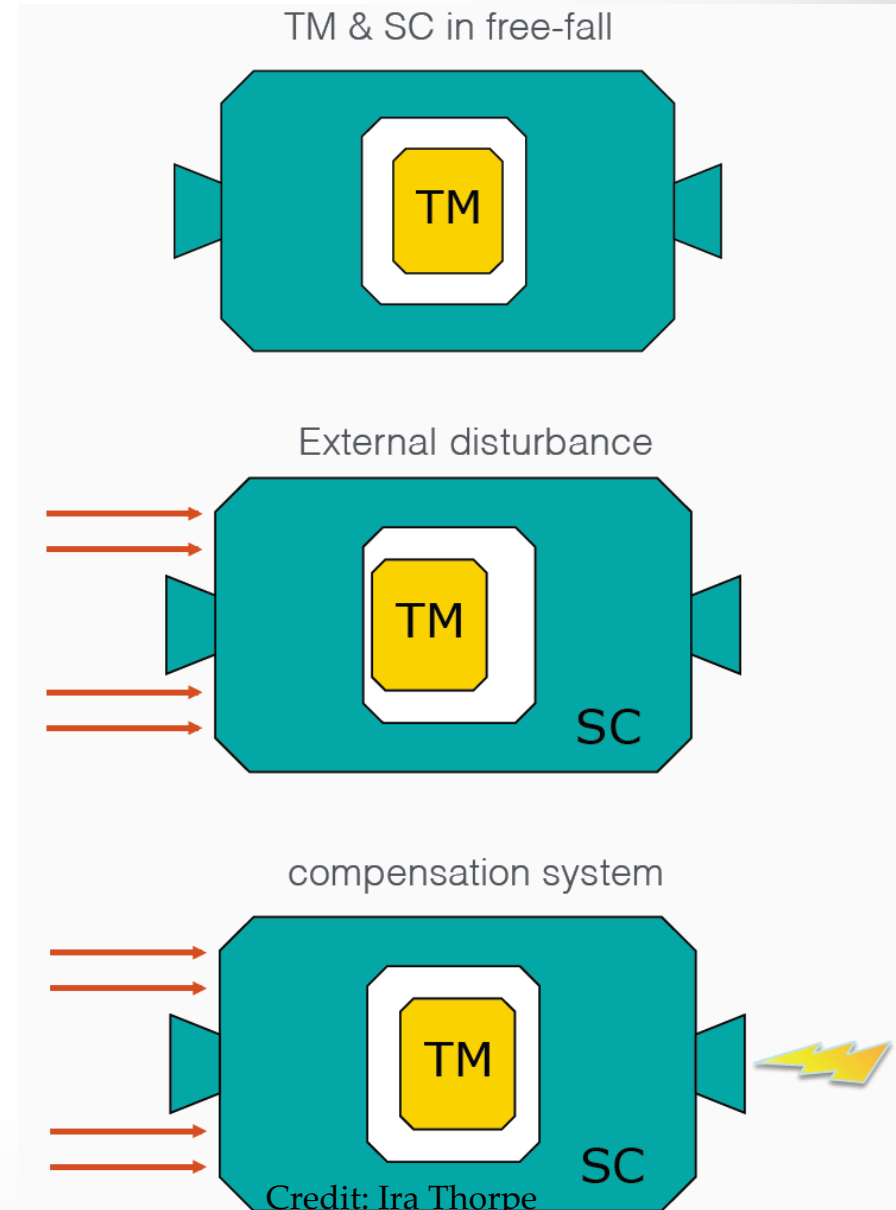 TM & SC in free-fall
TM
External disturbance
TM
SC
compensation system
TM
SC
Credit: Ira Thorpe